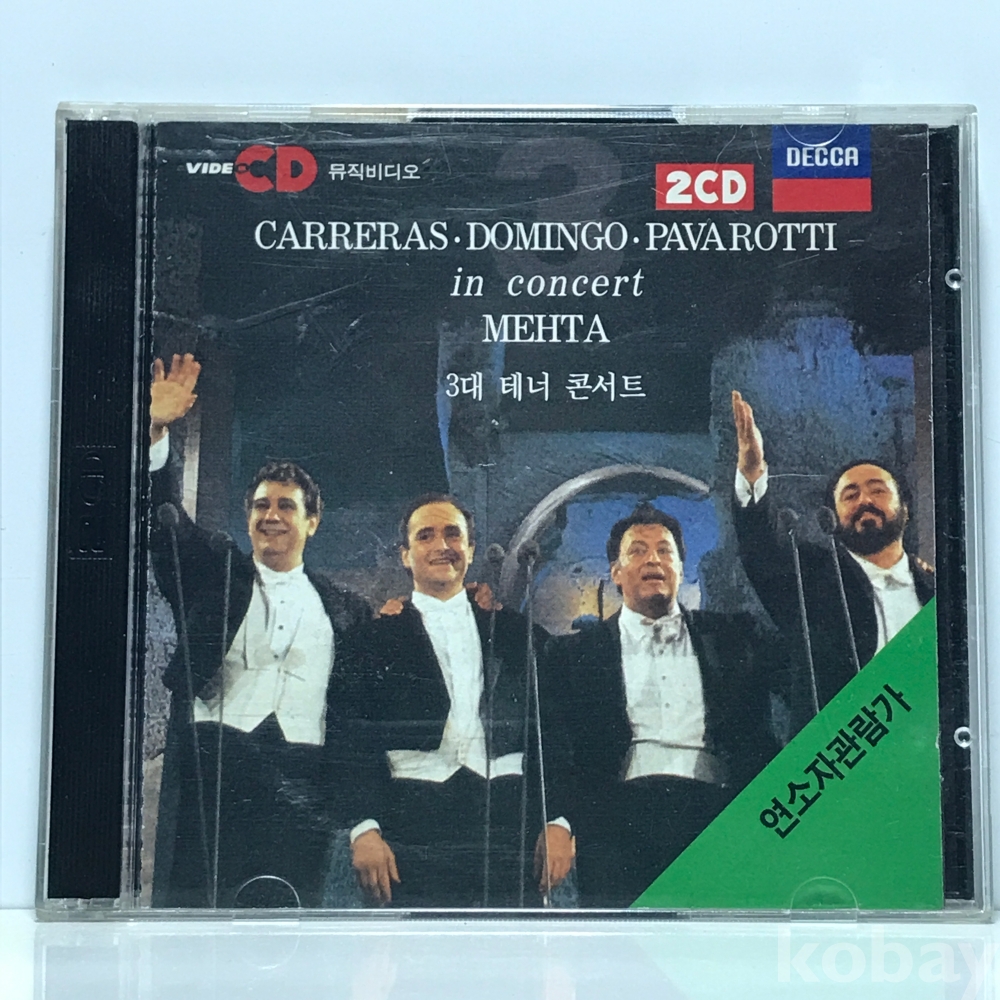 VIDEO CD 뮤직비디오
2CD
DECCA
3
CARRERAS · DOMINGO · PAVAROTTI
in concert
MEHTA
3대 테너 콘서트
연소자관람가
kobay